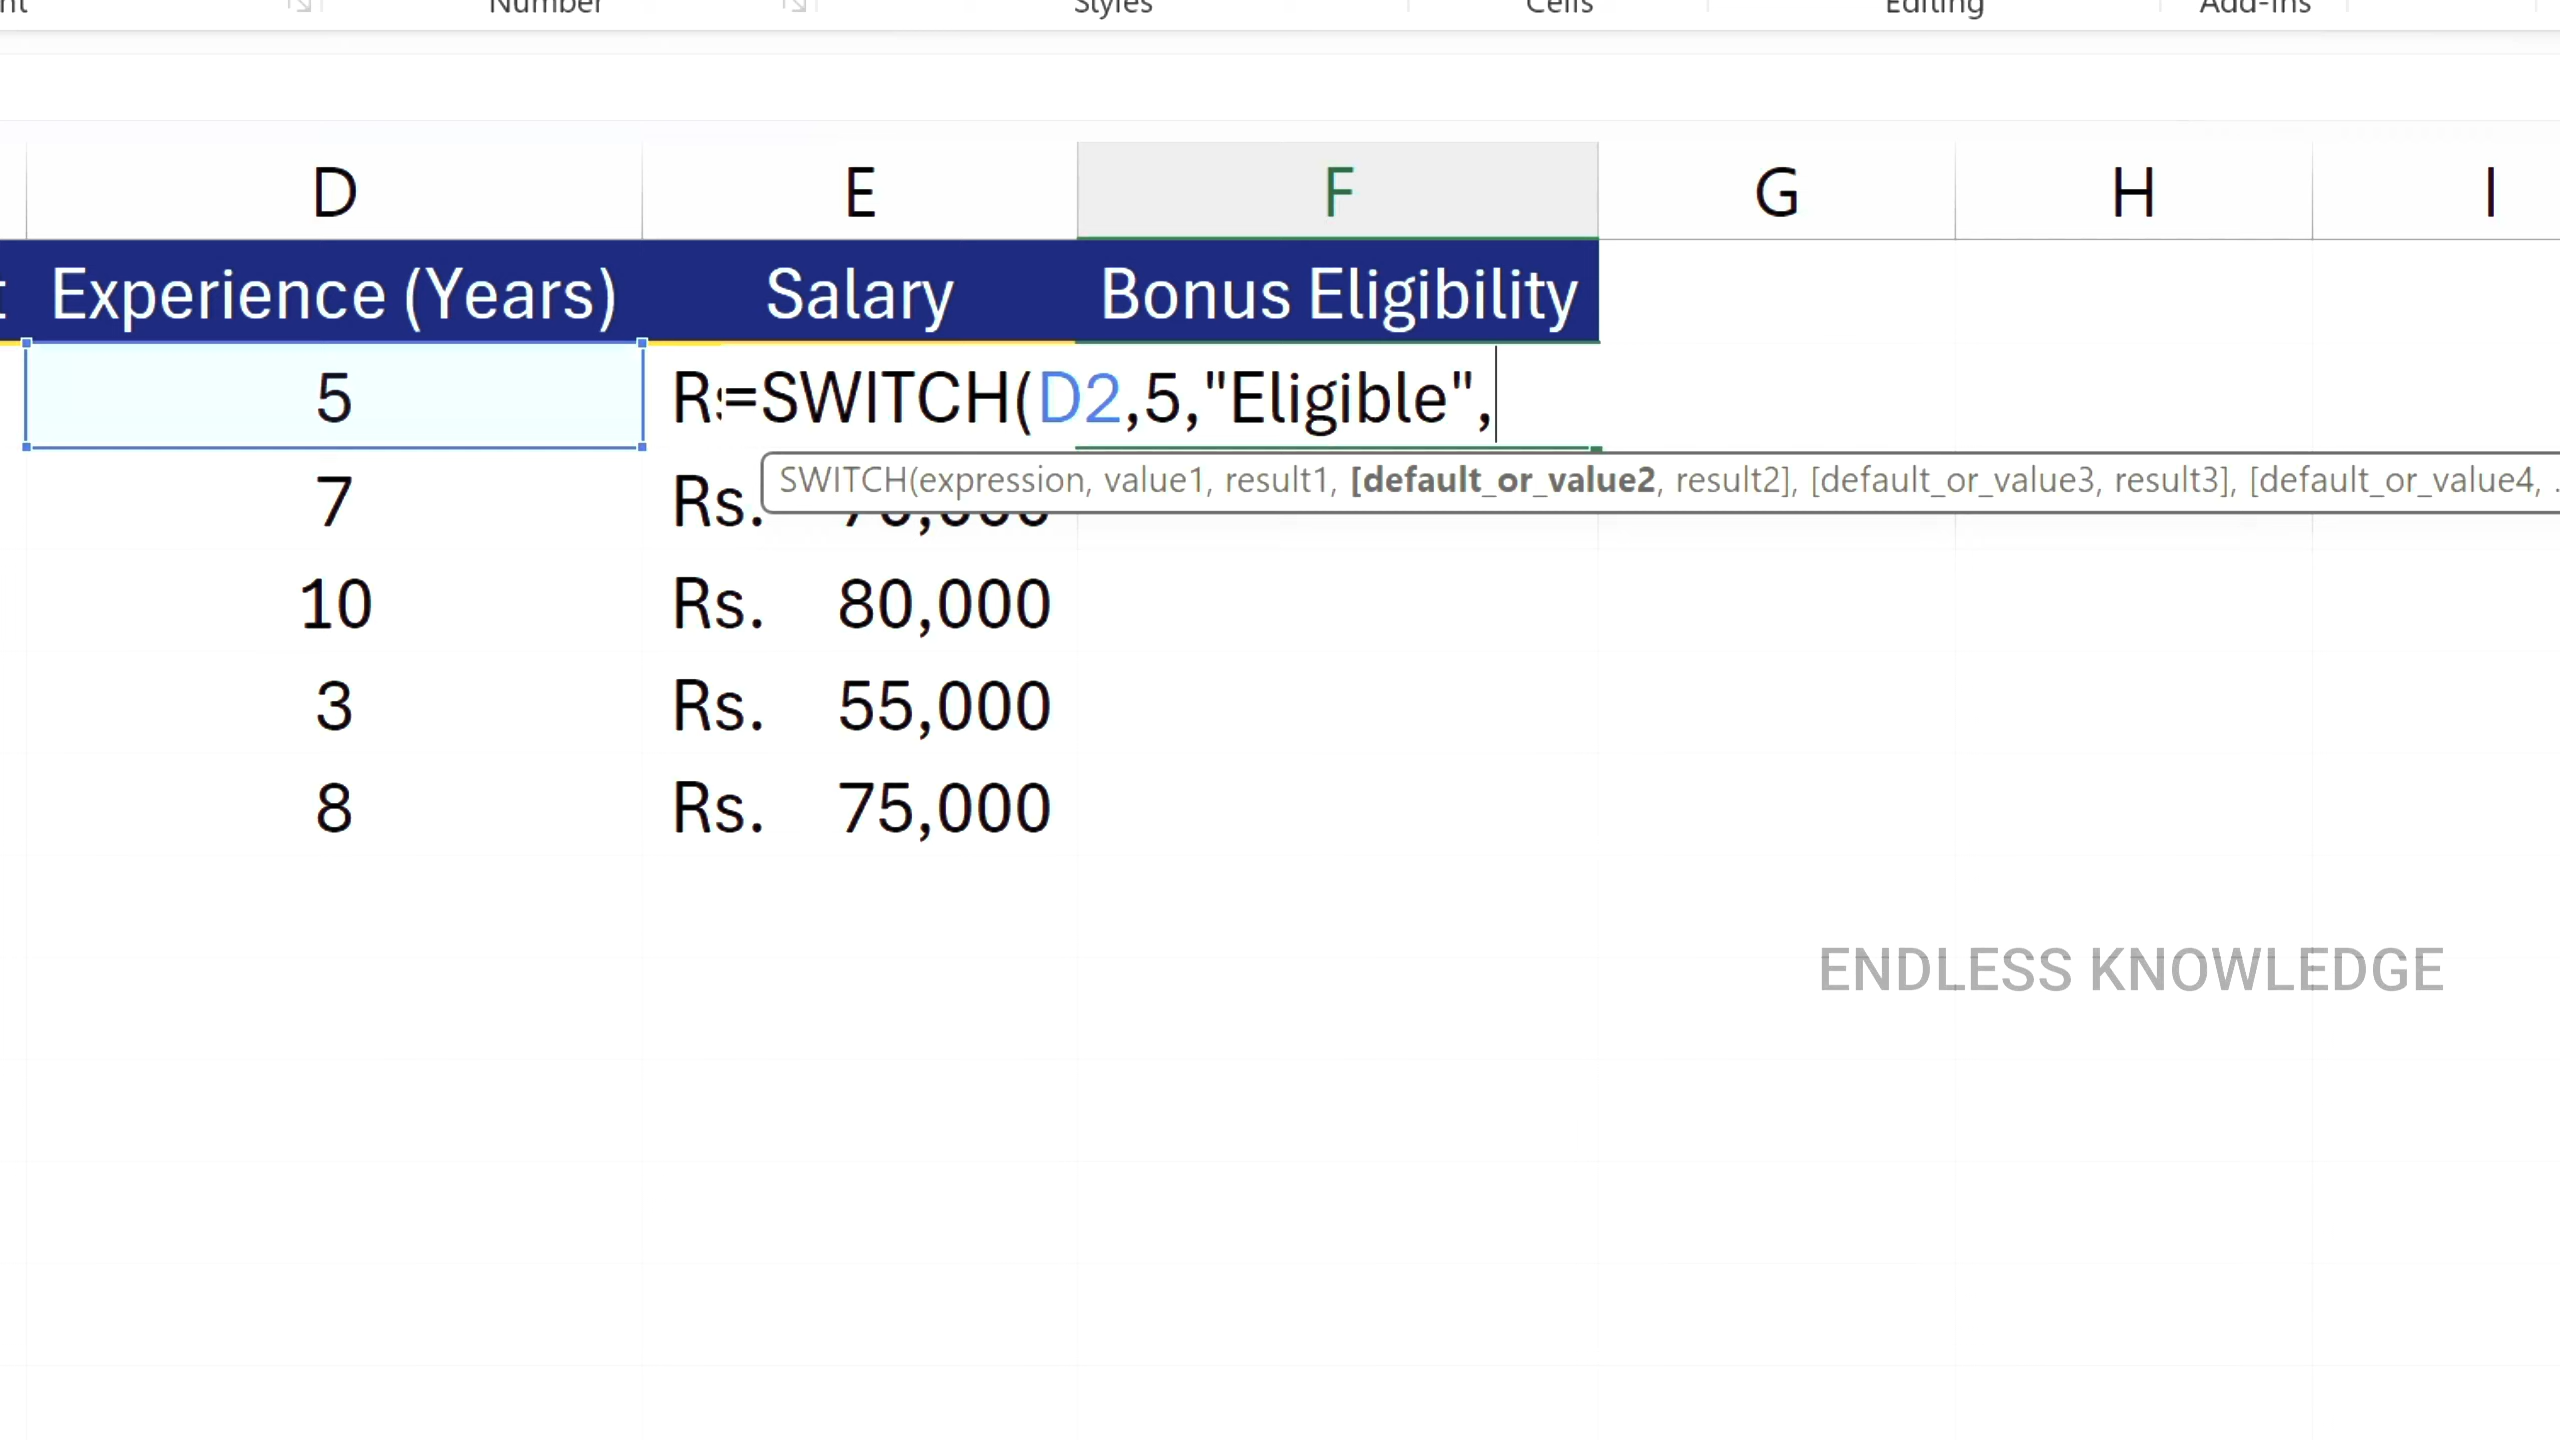 Number Styles Cells Editing Add-Ins
D E F G H I
Experience (Years) Salary Bonus Eligibility
5 =SWITCH(D2,5,"Eligible",
SWITCH(expression, value1, result1, [default_or_value2, result2], [default_or_value3, result3], [default_or_value4, .
7 Rs.
10 Rs. 80,000
3 Rs. 55,000
8 Rs. 75,000
ENDLESS KNOWLEDGE